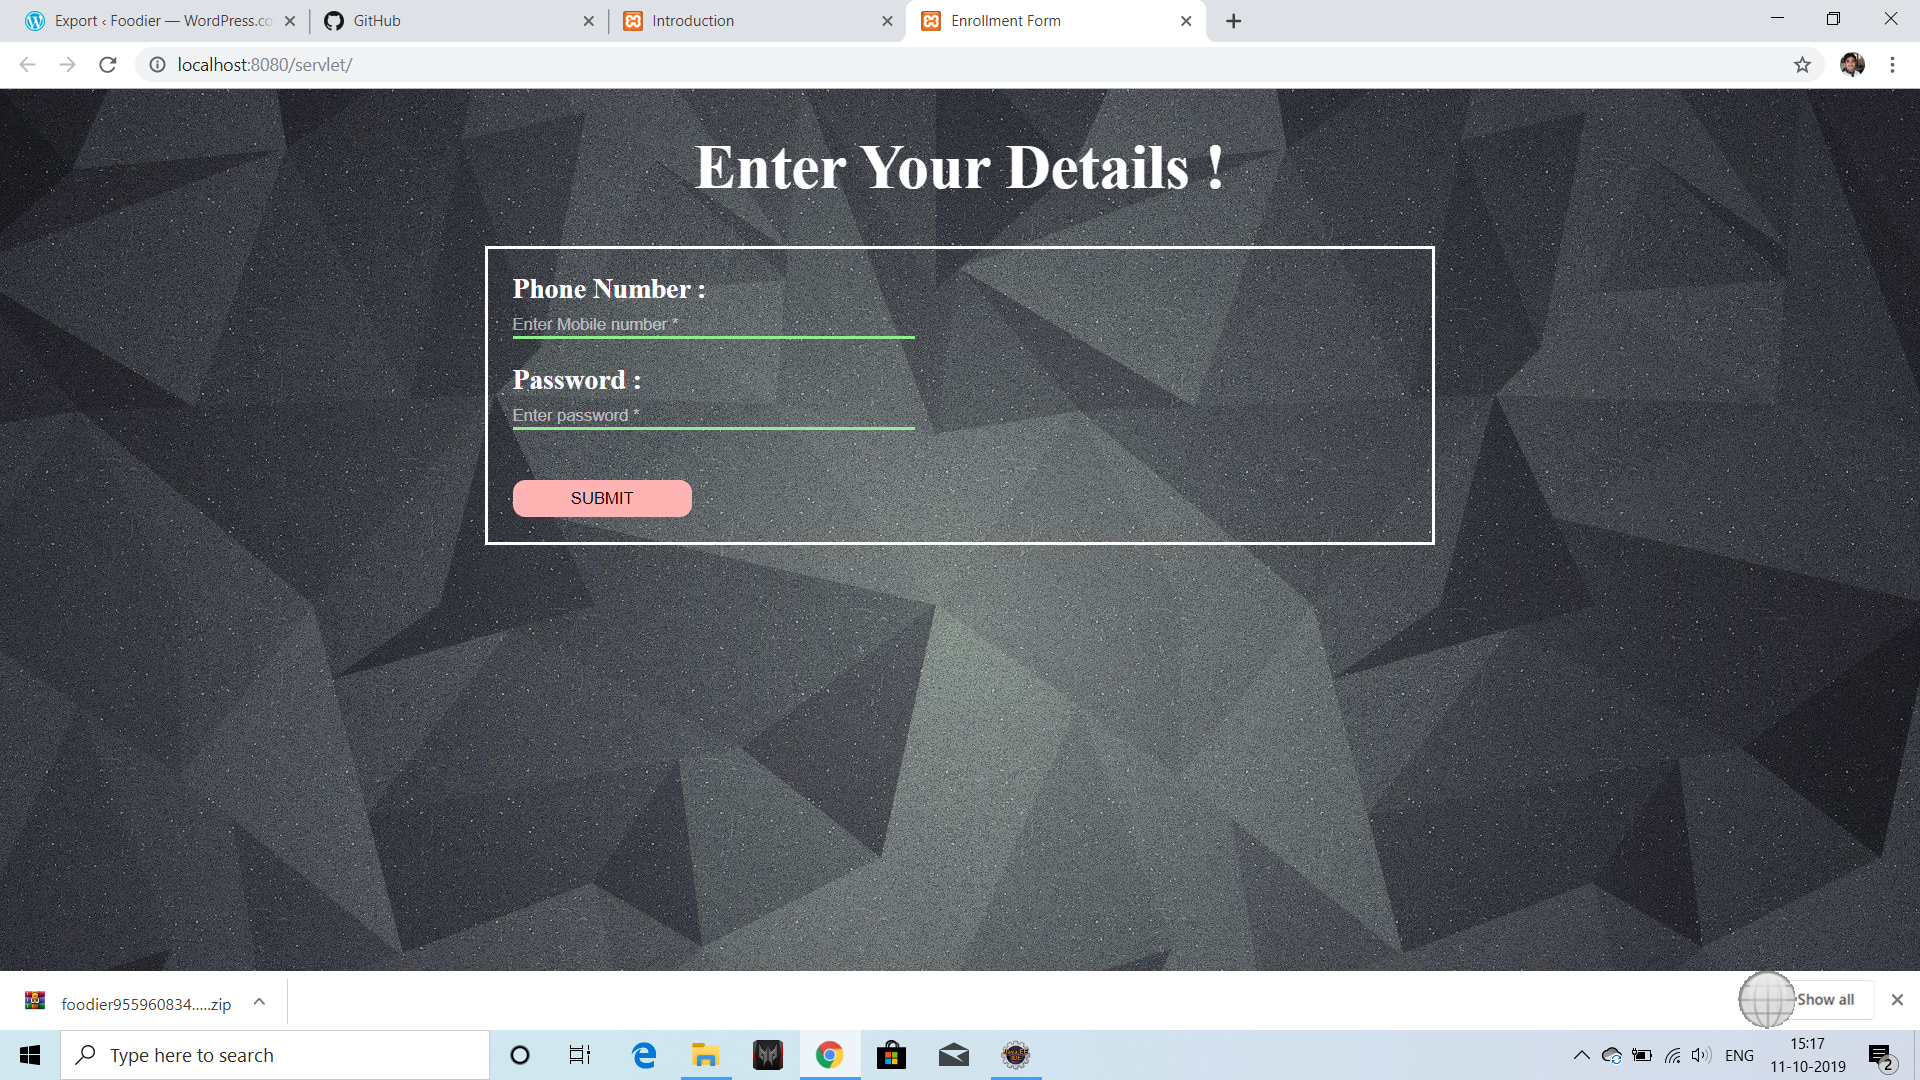 Export ‹ Foodier — WordPress.co
GitHub
Introduction
Enrollment Form
localhost:8080/servlet/
Enter Your Details !
Phone Number :
Enter Mobile number *
Password :
Enter password *
SUBMIT
foodier955960834.....zip
Show all
Type here to search
ENG
15:17
11-10-2019
2